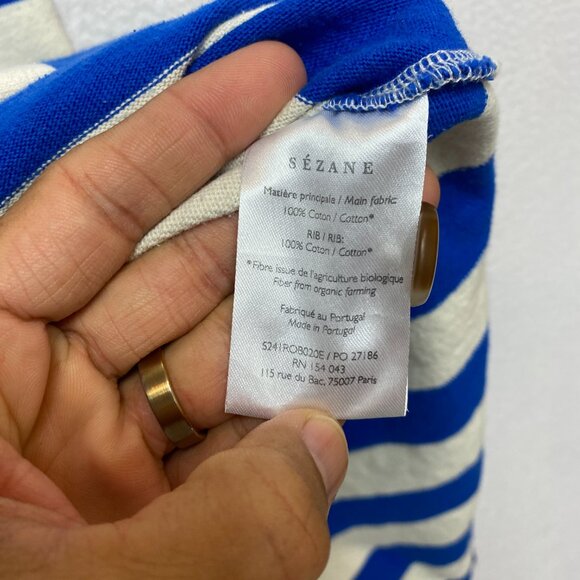 SÉZANE
Matière principale / Main fabric:
100% Coton / Cotton*
RIB / RIB:
100% Coton / Cotton*
*Fibre issue de l'agriculture biologique
Fiber from organic farming
Fabriqué au Portugal
Made in Portugal
S241ROB020E / PO 27186
RN 154 043
115 rue du Bac, 75007 Paris